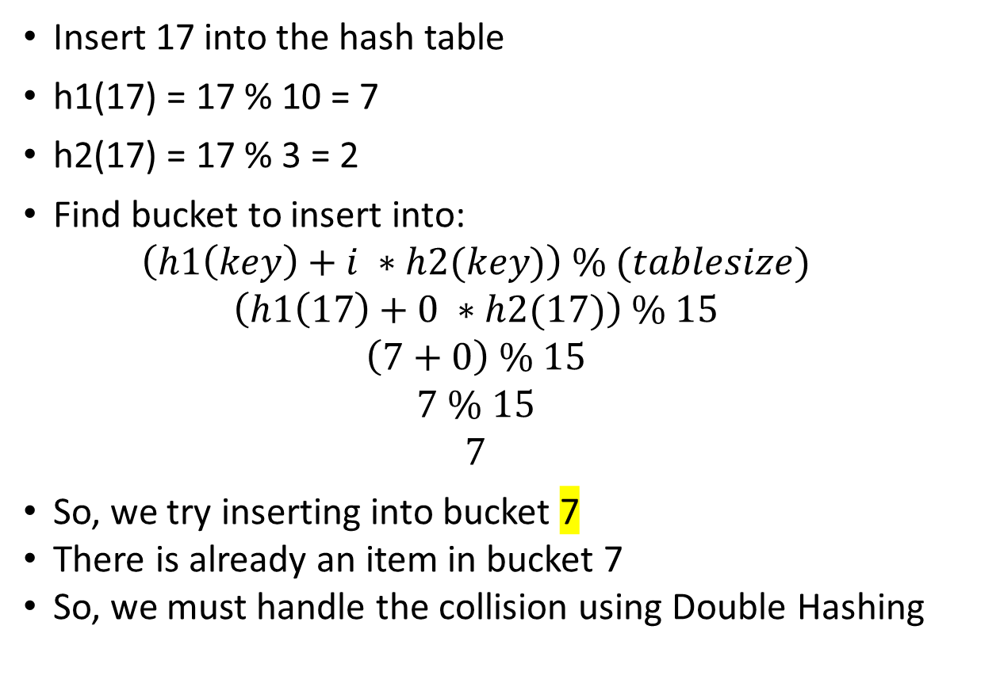 • Insert 17 into the hash table
• h1(17) = 17 % 10 = 7
• h2(17) = 17 % 3 = 2
• Find bucket to insert into:
(h1(key) + i ∗ h2(key)) % (tablesize)
(h1(17) + 0 ∗ h2(17)) % 15
(7 + 0) % 15
7 % 15
7
• So, we try inserting into bucket 7
• There is already an item in bucket 7
• So, we must handle the collision using Double Hashing